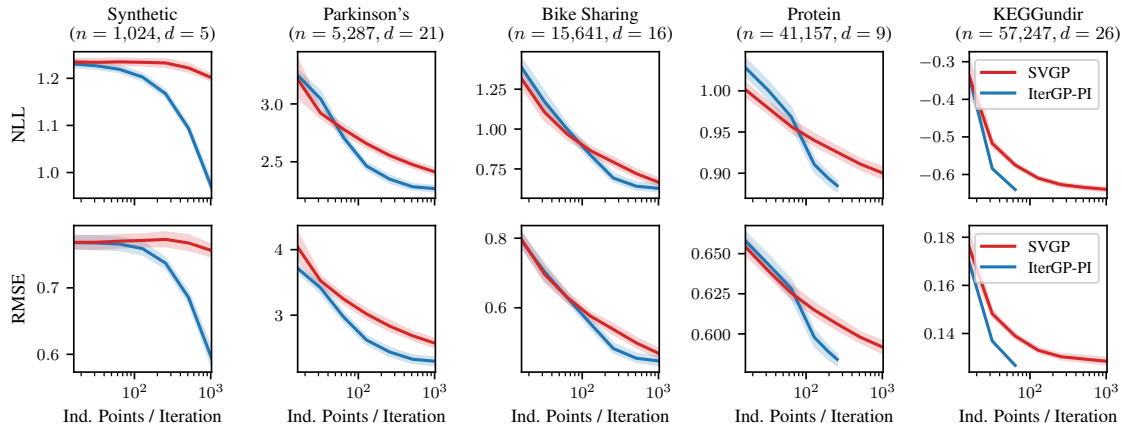 Synthetic
(n = 1,024, d = 5)
Parkinson's
(n = 5,287, d = 21)
Bike Sharing
(n = 15,641, d = 16)
Protein
(n = 41,157, d = 9)
KEGGundir
(n = 57,247, d = 26)
NLL
1.2
1.1
1.0
3.0
2.5
1.25
1.00
0.75
1.00
0.95
0.90
−0.3
−0.4
−0.5
−0.6
SVGP
IterGP-PI
RMSE
0.7
0.6
4
3
0.8
0.6
0.650
0.625
0.600
0.18
0.16
0.14
SVGP
IterGP-PI
10² 10³
10² 10³
10² 10³
10² 10³
10² 10³
Ind. Points / Iteration
Ind. Points / Iteration
Ind. Points / Iteration
Ind. Points / Iteration
Ind. Points / Iteration